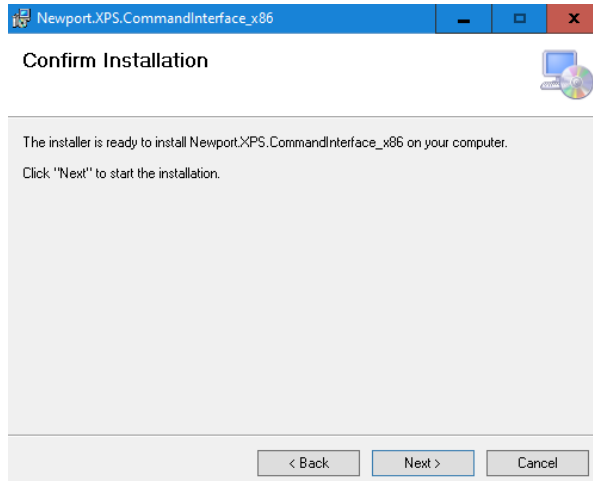 Newport.XPS.CommandInterface_x86
Confirm Installation
The installer is ready to install Newport.XPS.CommandInterface_x86 on your computer.
Click "Next" to start the installation.
< Back
Next >
Cancel